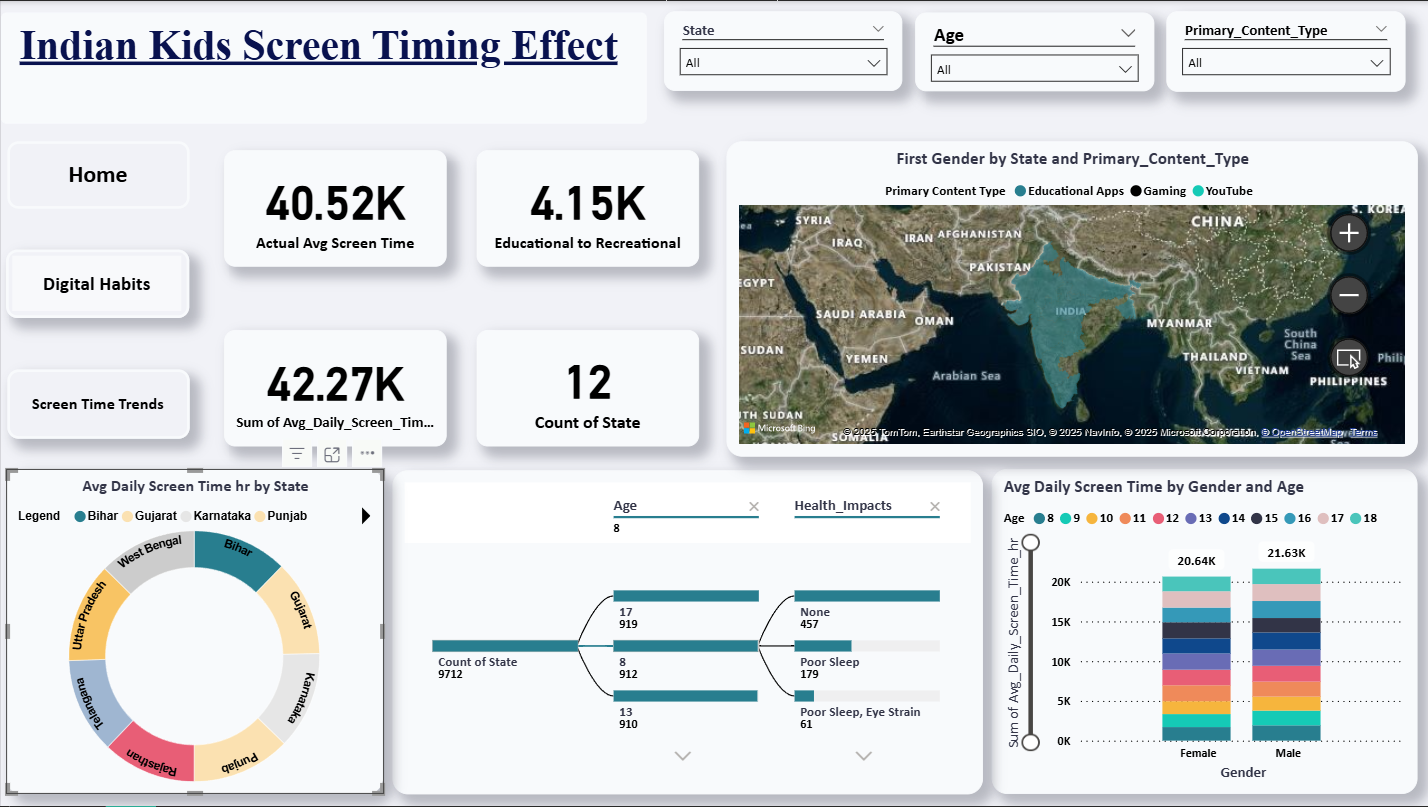 Indian Kids Screen Timing Effect
State
All
Age
All
Primary_Content_Type
All
Home
Digital Habits
Screen Time Trends
40.52K
Actual Avg Screen Time
4.15K
Educational to Recreational
42.27K
Sum of Avg_Daily_Screen_Tim...
12
Count of State
First Gender by State and Primary_Content_Type
Primary Content Type Educational Apps Gaming YouTube
SYRIA
IRAQ
IRAN
AFGHANISTAN
CHINA
S. KOREA
PAKISTAN
EGYPT
SAUDI ARABIA
OMAN
INDIA
MYANMAR
SUDAN
YEMEN
THAILAND
South
China
Sea
VIETNAM
Arabian Sea
PHILIPPINES
TH SUDAN
SOMALIA
Microsoft Bing
© 2025 TomTom, Earthstar Geographics SIO, © 2025 NavInfo, © 2025 Microsoft Corporation, © OpenStreetMap Terms
Avg Daily Screen Time hr by State
Legend Bihar Gujarat Karnataka Punjab
Bihar
Gujarat
Karnataka
Punjab
Rajasthan
Telangana
Uttar Pradesh
West Bengal
Age
8
Health_Impacts
Count of State
9712
17
919
8
912
13
910
None
457
Poor Sleep
179
Poor Sleep, Eye Strain
61
Avg Daily Screen Time by Gender and Age
Age 8 9 10 11 12 13 14 15 16 17 18
Sum of Avg_Daily_Screen_Time_hr
20K
15K
10K
5K
0K
20.64K
21.63K
Female
Male
Gender